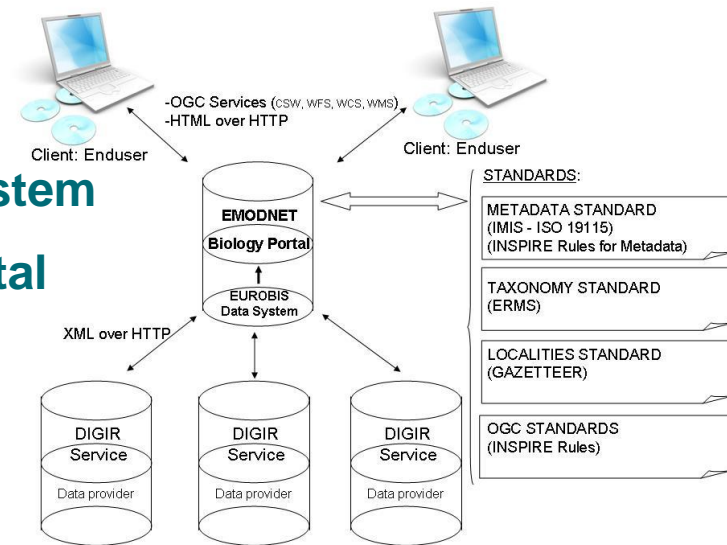 -OGC Services (CSW, WFS, WCS, WMS)
-HTML over HTTP
Client: Enduser
Client: Enduser
stem
tal
EMODNET
Biology Portal
EUROBIS
Data System
XML over HTTP
DIGIR
Service
Data provider
DIGIR
Service
Data provider
DIGIR
Service
Data provider
STANDARDS:
METADATA STANDARD
(IMIS - ISO 19115)
(INSPIRE Rules for Metadata)
TAXONOMY STANDARD
(ERMS)
LOCALITIES STANDARD
(GAZETTEER)
OGC STANDARDS
(INSPIRE Rules)